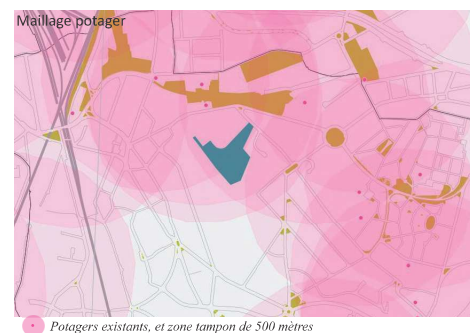 Maillage potager
Potagers existants, et zone tampon de 500 mètres